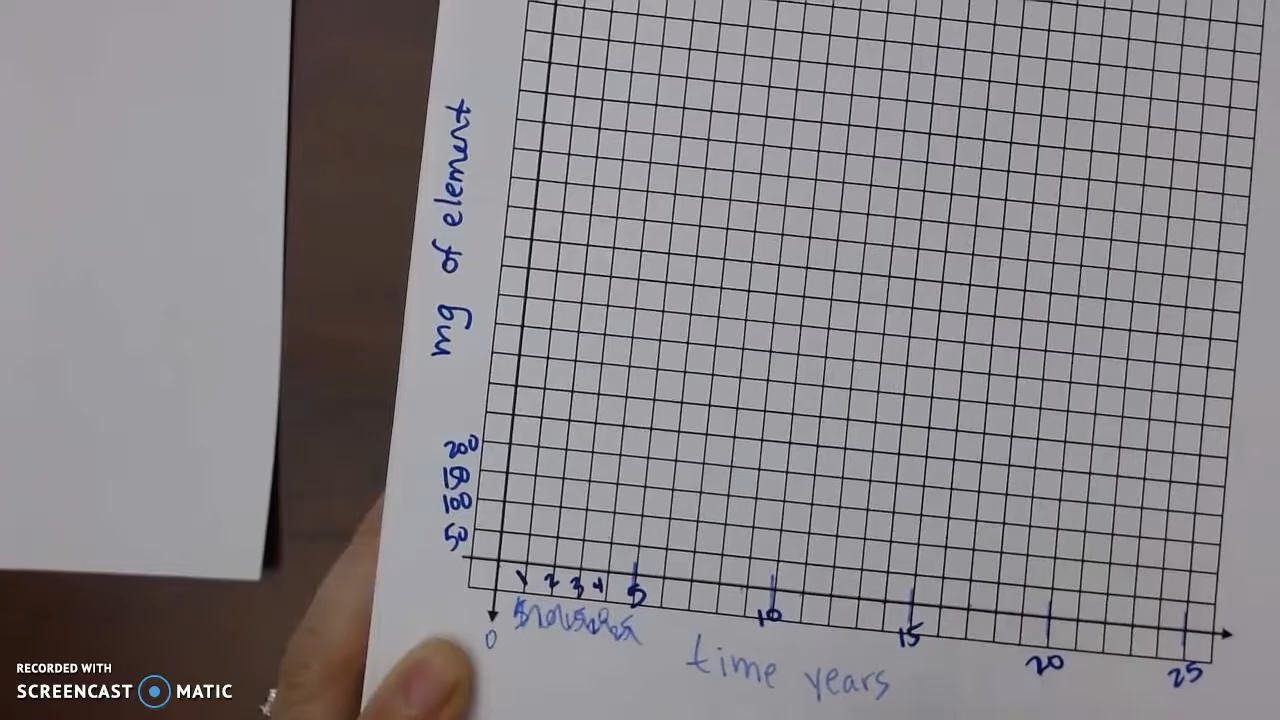 mg of element
200
150
100
50
1 2 3 4 5 10 15 20 25
0
time years
RECORDED WITH
SCREENCAST MATIC